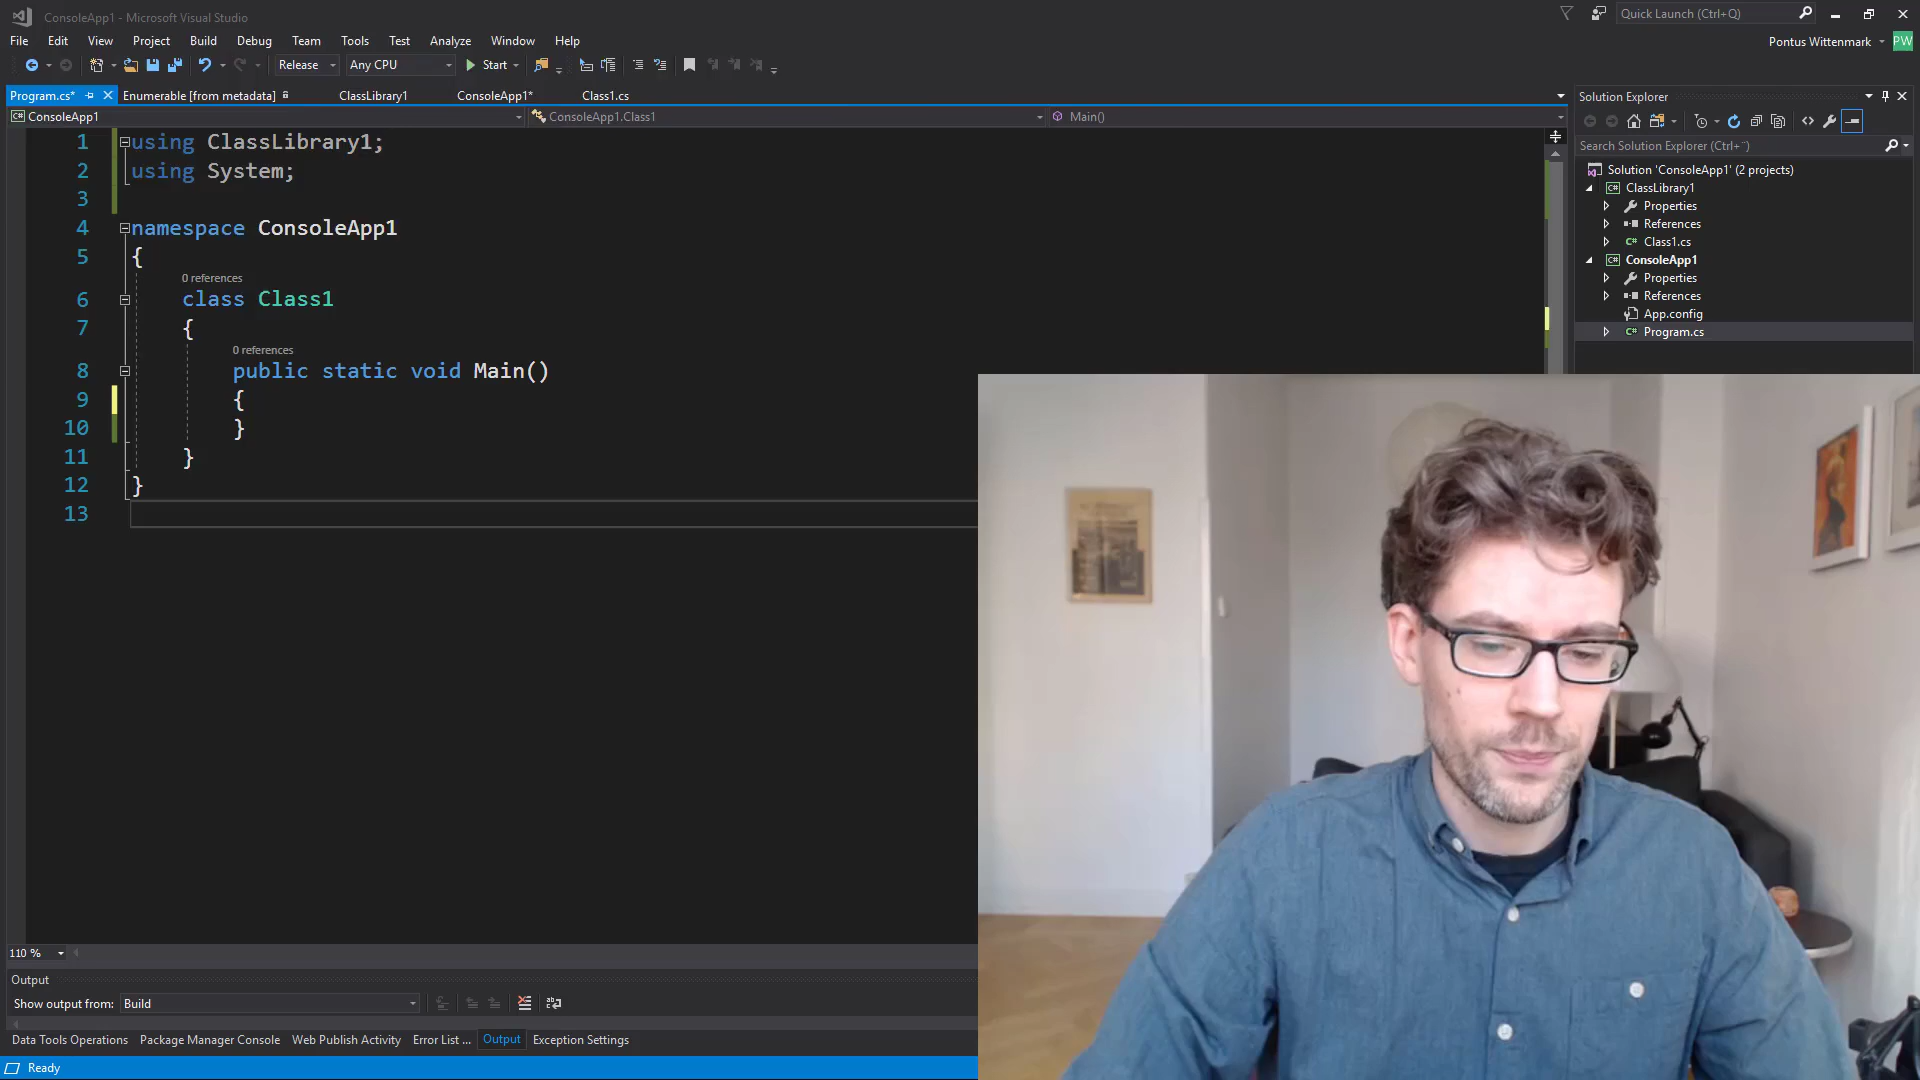 ConsoleApp1 - Microsoft Visual Studio
Quick Launch (Ctrl+Q)
File Edit View Project Build Debug Team Tools Test Analyze Window Help
Pontus Wittenmark PW
Release Any CPU Start
Program.cs* Enumerable [from metadata] ClassLibrary1 ConsoleApp1* Class1.cs
ConsoleApp1 ConsoleApp1.Class1 Main()
1 using ClassLibrary1;
2 using System;
3
4 namespace ConsoleApp1
5 {
0 references
6 class Class1
7 {
0 references
8 public static void Main()
9 {
10 }
11 }
12 }
13
Solution Explorer
Search Solution Explorer (Ctrl+¨)
Solution 'ConsoleApp1' (2 projects)
ClassLibrary1
Properties
References
Class1.cs
ConsoleApp1
Properties
References
App.config
Program.cs
110 %
Output
Show output from: Build
Data Tools Operations Package Manager Console Web Publish Activity Error List ... Output Exception Settings
Ready